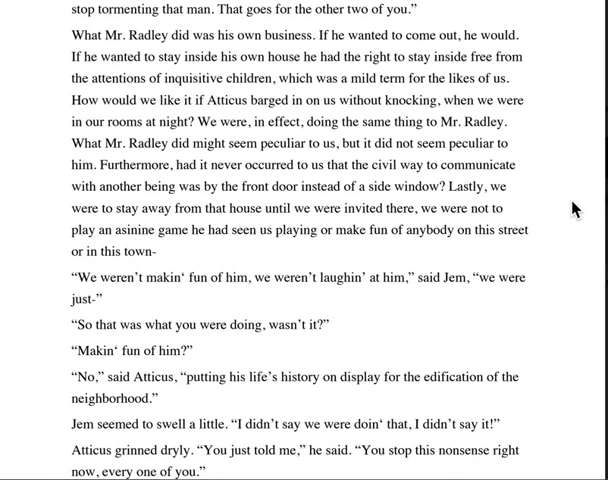 stop tormenting that man. That goes for the other two of you.”
What Mr. Radley did was his own business. If he wanted to come out, he would.
If he wanted to stay inside his own house he had the right to stay inside free from
the attentions of inquisitive children, which was a mild term for the likes of us.
How would we like it if Atticus barged in on us without knocking, when we were
in our rooms at night? We were, in effect, doing the same thing to Mr. Radley.
What Mr. Radley did might seem peculiar to us, but it did not seem peculiar to
him. Furthermore, had it never occurred to us that the civil way to communicate
with another being was by the front door instead of a side window? Lastly, we
were to stay away from that house until we were invited there, we were not to
play an asinine game he had seen us playing or make fun of anybody on this street
or in this town-
“We weren’t makin‘ fun of him, we weren’t laughin’ at him,” said Jem, “we were
just-”
“So that was what you were doing, wasn’t it?”
“Makin‘ fun of him?”
“No,” said Atticus, “putting his life’s history on display for the edification of the
neighborhood.”
Jem seemed to swell a little. “I didn’t say we were doin‘ that, I didn’t say it!”
Atticus grinned dryly. “You just told me,” he said. “You stop this nonsense right
now, every one of you.”